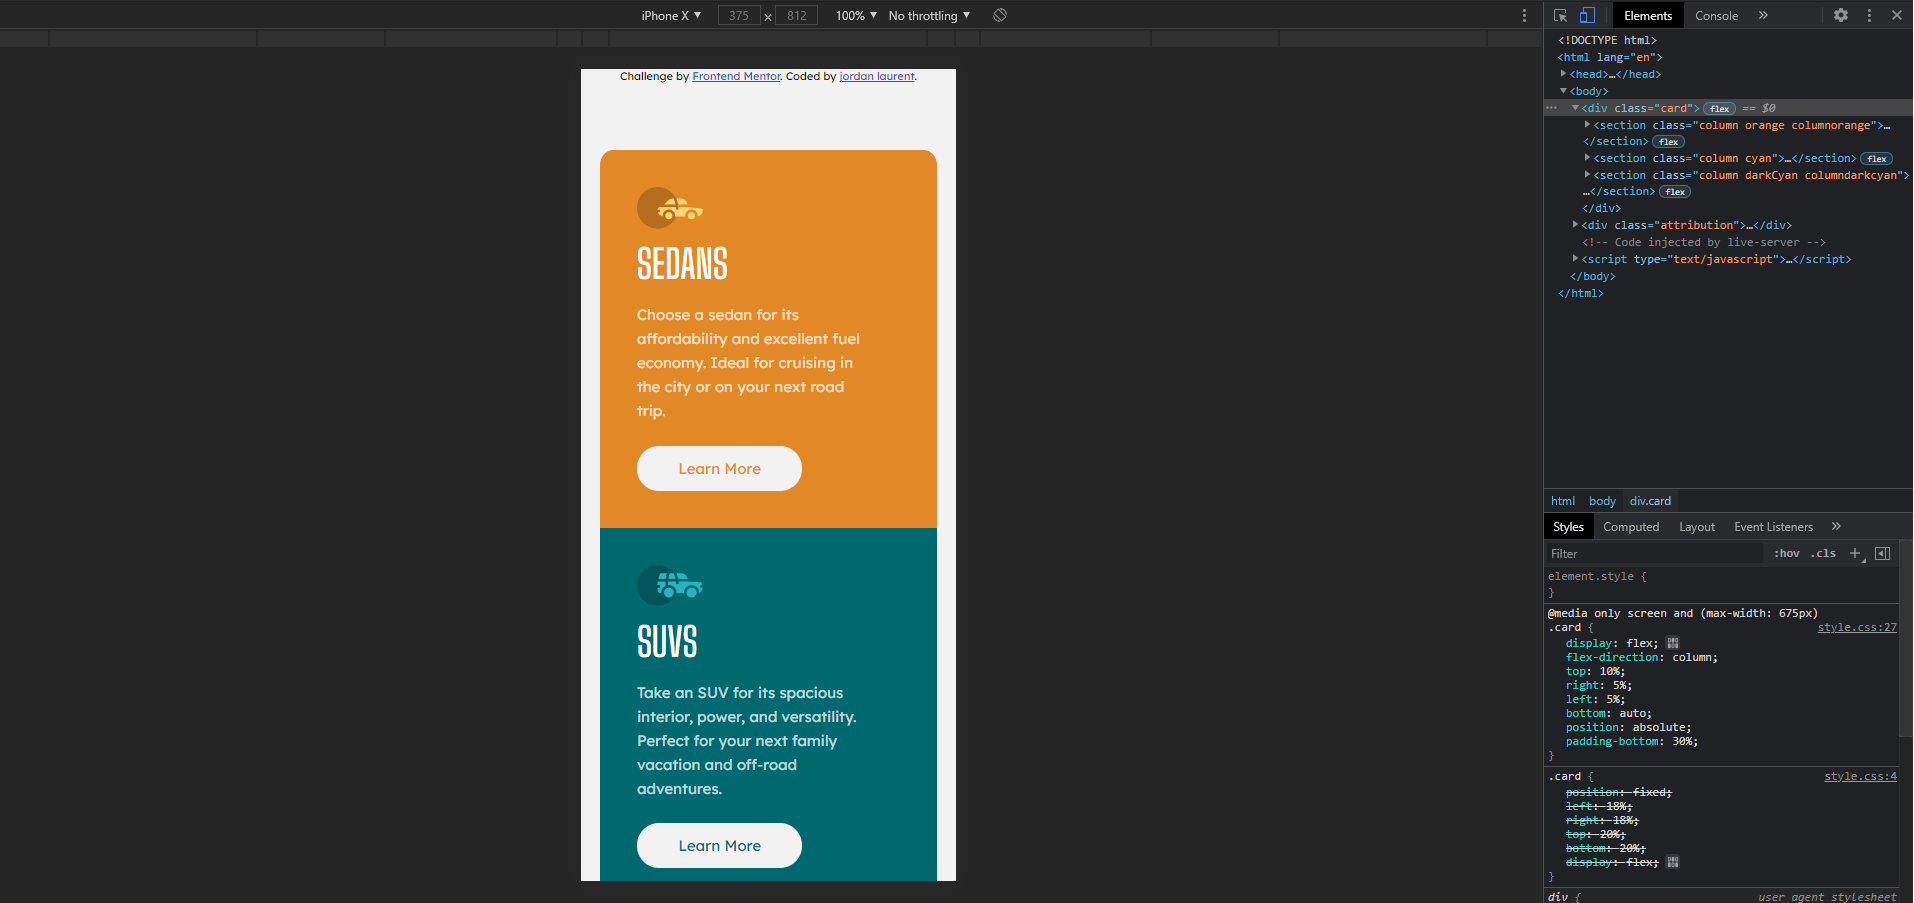 iPhone X ▼ 375 × 812 100% ▼ No throttling ▼
Challenge by Frontend Mentor. Coded by jordan laurent.
SEDANS
Choose a sedan for its
affordability and excellent fuel
economy. Ideal for cruising in
the city or on your next road
trip.
Learn More
SUVS
Take an SUV for its spacious
interior, power, and versatility.
Perfect for your next family
vacation and off-road
adventures.
Learn More
Elements Console »
<!DOCTYPE html>
<html lang="en">
<head>…</head>
<body>
<div class="card"> flex == $0
<section class="column orange columnorange">…
</section> flex
<section class="column cyan">…</section> flex
<section class="column darkCyan columndarkcyan">
…</section> flex
</div>
<div class="attribution">…</div>
<!-- Code injected by live-server -->
<script type="text/javascript">…</script>
</body>
</html>
html body div.card
Styles Computed Layout Event Listeners »
Filter :hov .cls +
element.style {
}
@media only screen and (max-width: 675px)
.card { style.css:27
display: flex;
flex-direction: column;
top: 10%;
right: 5%;
left: 5%;
bottom: auto;
position: absolute;
padding-bottom: 30%;
}
.card { style.css:4
position: fixed;
left: 18%;
right: 18%;
top: 20%;
bottom: 20%;
display: flex;
}
div { user agent stylesheet